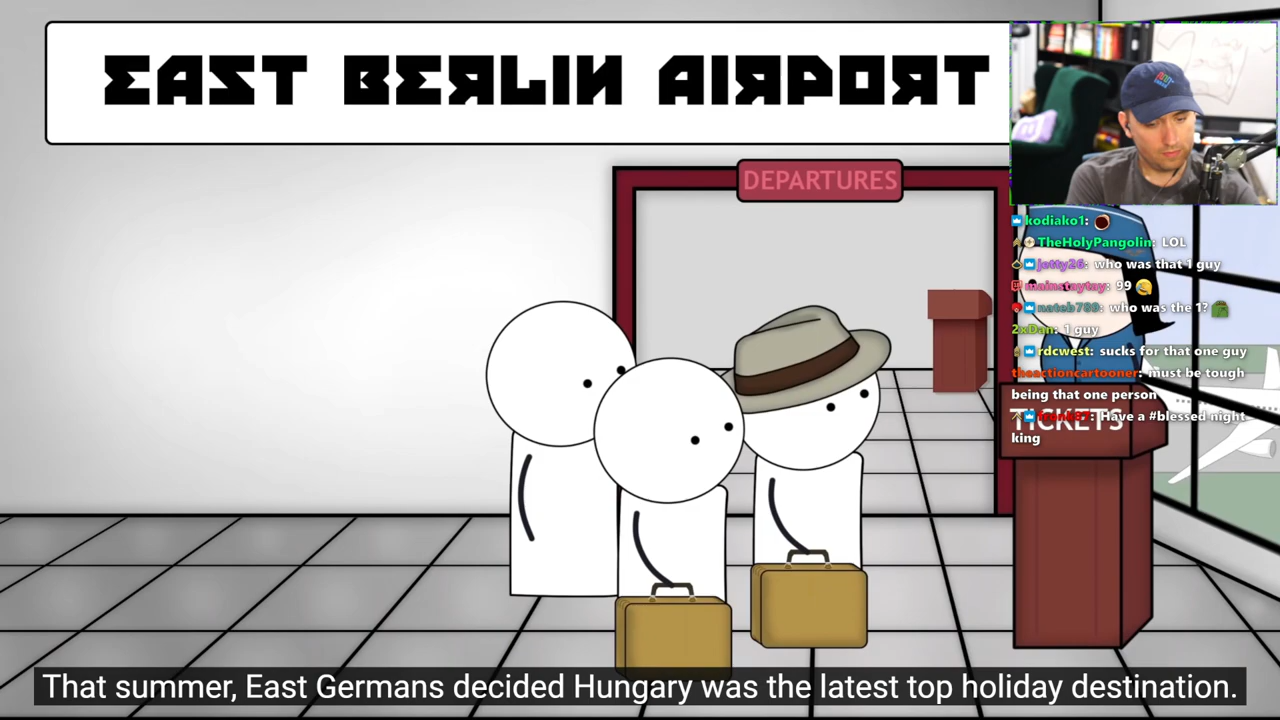 EAST BERLIN AIRPORT
DEPARTURES
kodiako1:
TheHolyPangolin: LOL
jetty26: who was that 1 guy
mainstaytay: 99
nateb789: who was the 1?
2xDan: 1 guy
rdcwest: sucks for that one guy
theactioncartooner: must be tough
being that one person
Have a #blessed night
king
TICKETS
That summer, East Germans decided Hungary was the latest top holiday destination.